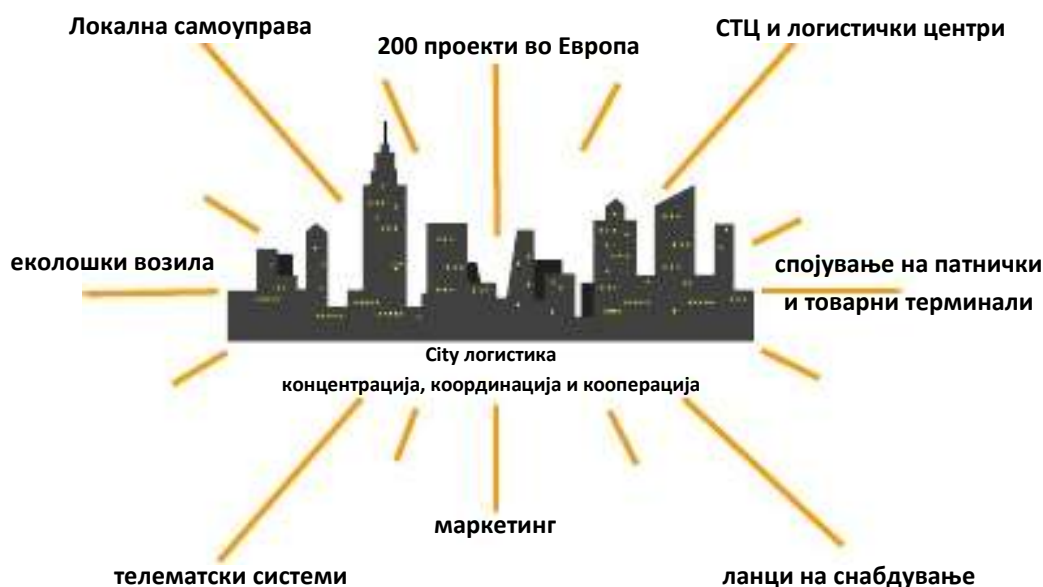 Локална самоуправа
200 проекти во Европа
СТЦ и логистички центри
еколошки возила
спојување на патнички
и товарни терминали
City логистика
концентрација, координација и кооперација
маркетинг
телематски системи
ланци на снабдување